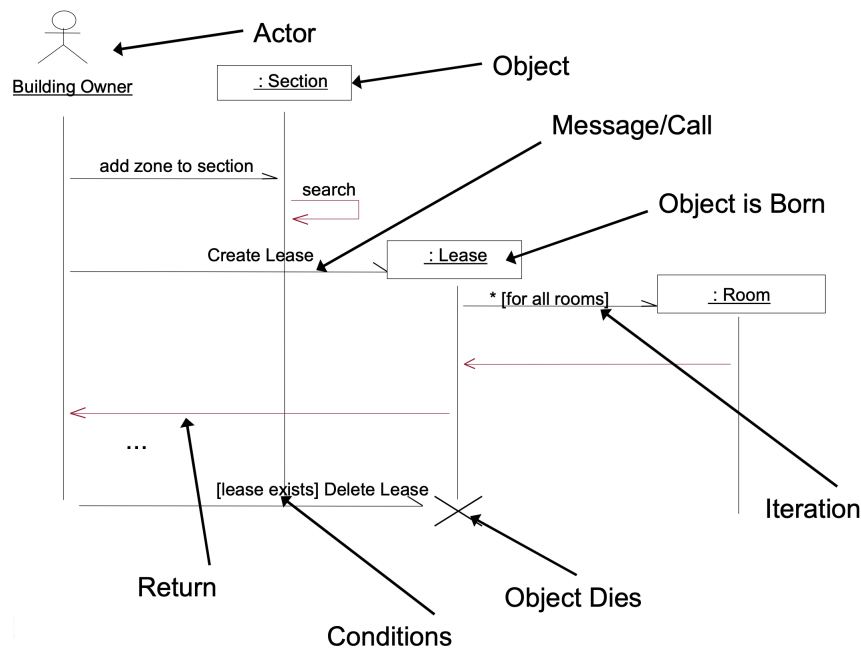 Actor
Building Owner
: Section
Object
Message/Call
add zone to section
search
Object is Born
Create Lease
: Lease
* [for all rooms]
: Room
...
[lease exists] Delete Lease
Iteration
Return
Object Dies
Conditions